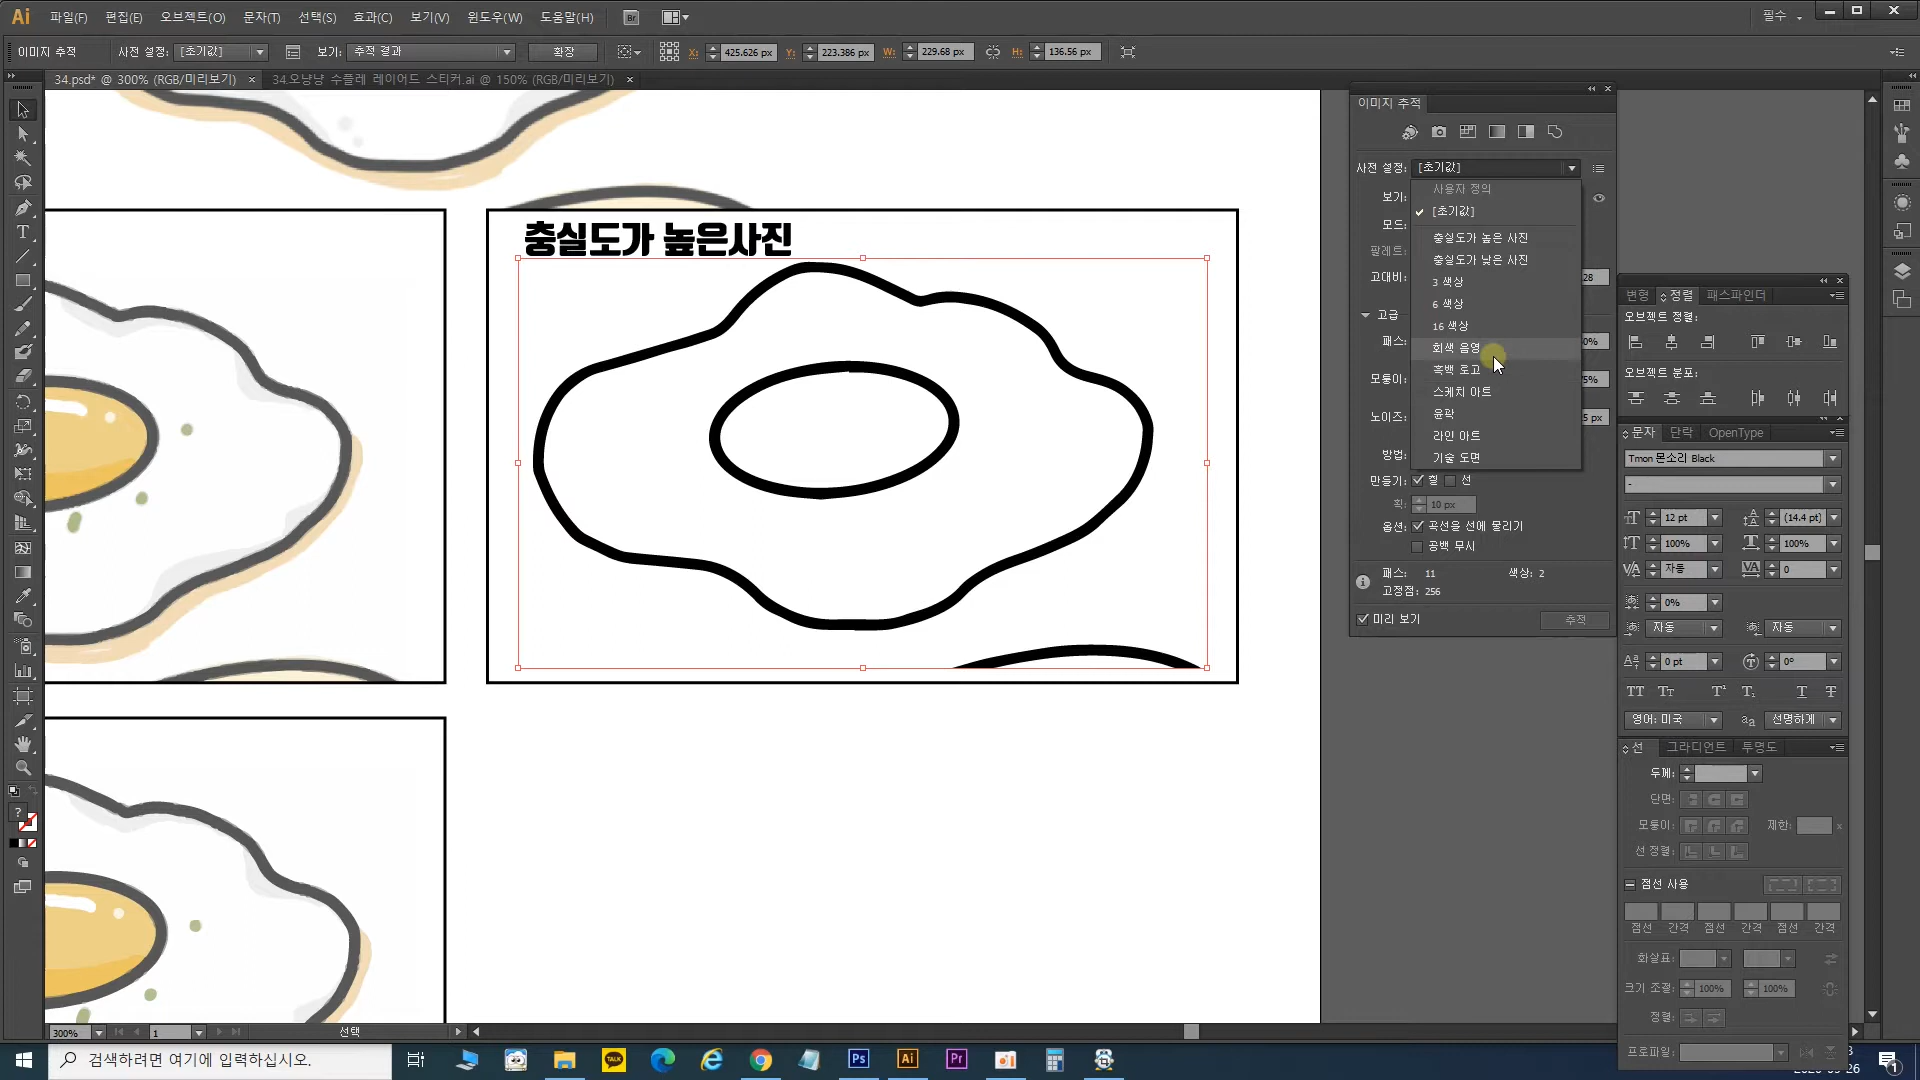 Ai 파일(F) 편집(E) 오브젝트(O) 문자(T) 선택(S) 효과(C) 보기(V) 윈도우(W) 도움말(H) Br 필수
이미지 추적 사전 설정: [초기값] 보기: 추적 결과 확장 X: 425.626 px Y: 223.386 px W: 229.68 px H: 136.56 px
34.psd* @ 300% (RGB/미리보기) × 34.오냥냥 수플레 레이어드 스티커.ai @ 150% (RGB/미리보기) ×
충실도가 높은사진
이미지 추적
사전 설정: [초기값]
보기:
모드:
팔레트:
고대비: 28
고급
패스: 0%
모퉁이: 5%
노이즈: 5 px
방법:
사용자 정의
[초기값]
충실도가 높은 사진
충실도가 낮은 사진
3 색상
6 색상
16 색상
회색 음영
흑백 로고
스케치 아트
윤곽
라인 아트
기술 도면
만들기: 칠 선
획: 10 px
옵션: 곡선을 선에 물리기
공백 무시
패스: 11 색상: 2
고정점: 256
미리 보기 추적
변형 정렬 패스파인더
오브젝트 정렬:
오브젝트 분포:
문자 단락 OpenType
Tmon 몬소리 Black
-
12 pt (14.4 pt)
100% 100%
자동 0
0%
자동 자동
0 pt 0°
영어: 미국 선명하게
선 그라디언트 투명도
두께:
단면:
모퉁이: 제한: x
선 정렬:
점선 사용
점선 간격 점선 간격 점선 간격
화살표:
크기 조절: 100% 100%
정렬:
프로파일:
300% 1 선택
검색하려면 여기에 입력하십시오. TALK Ps Ai Pr 1